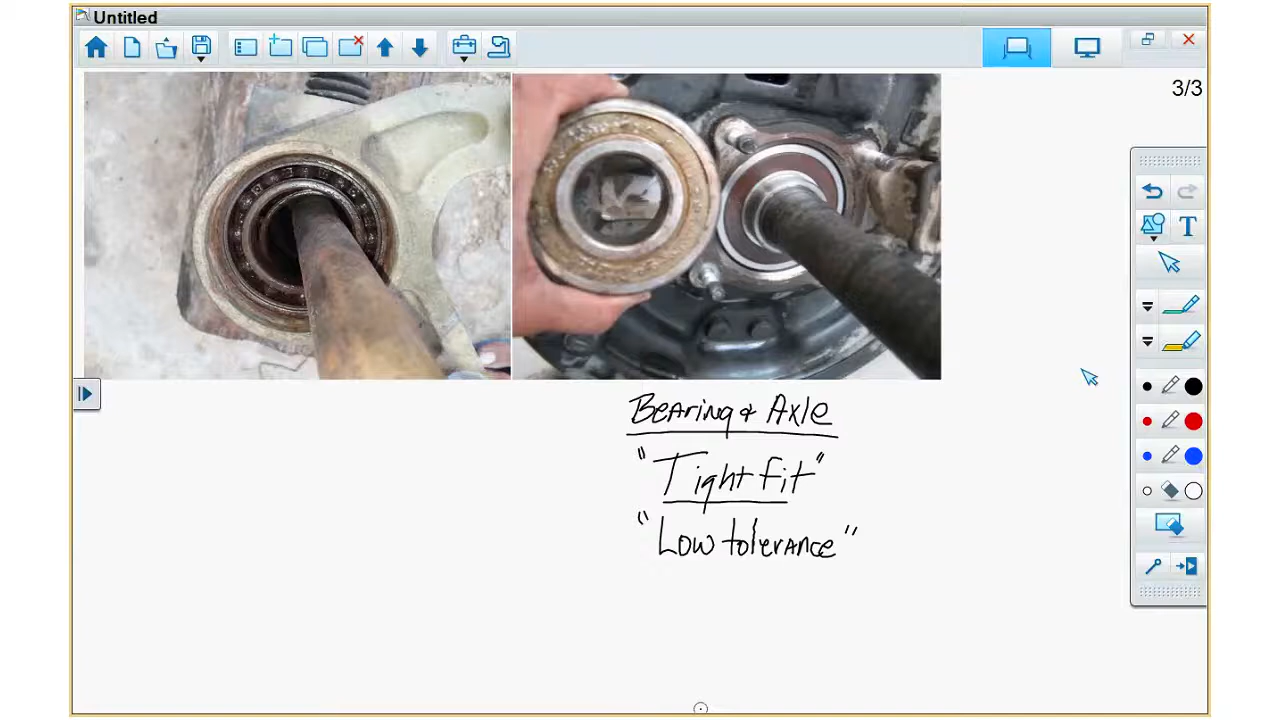 Untitled
3/3
T
Bearing & Axle
"Tight fit"
"Low tolerance"